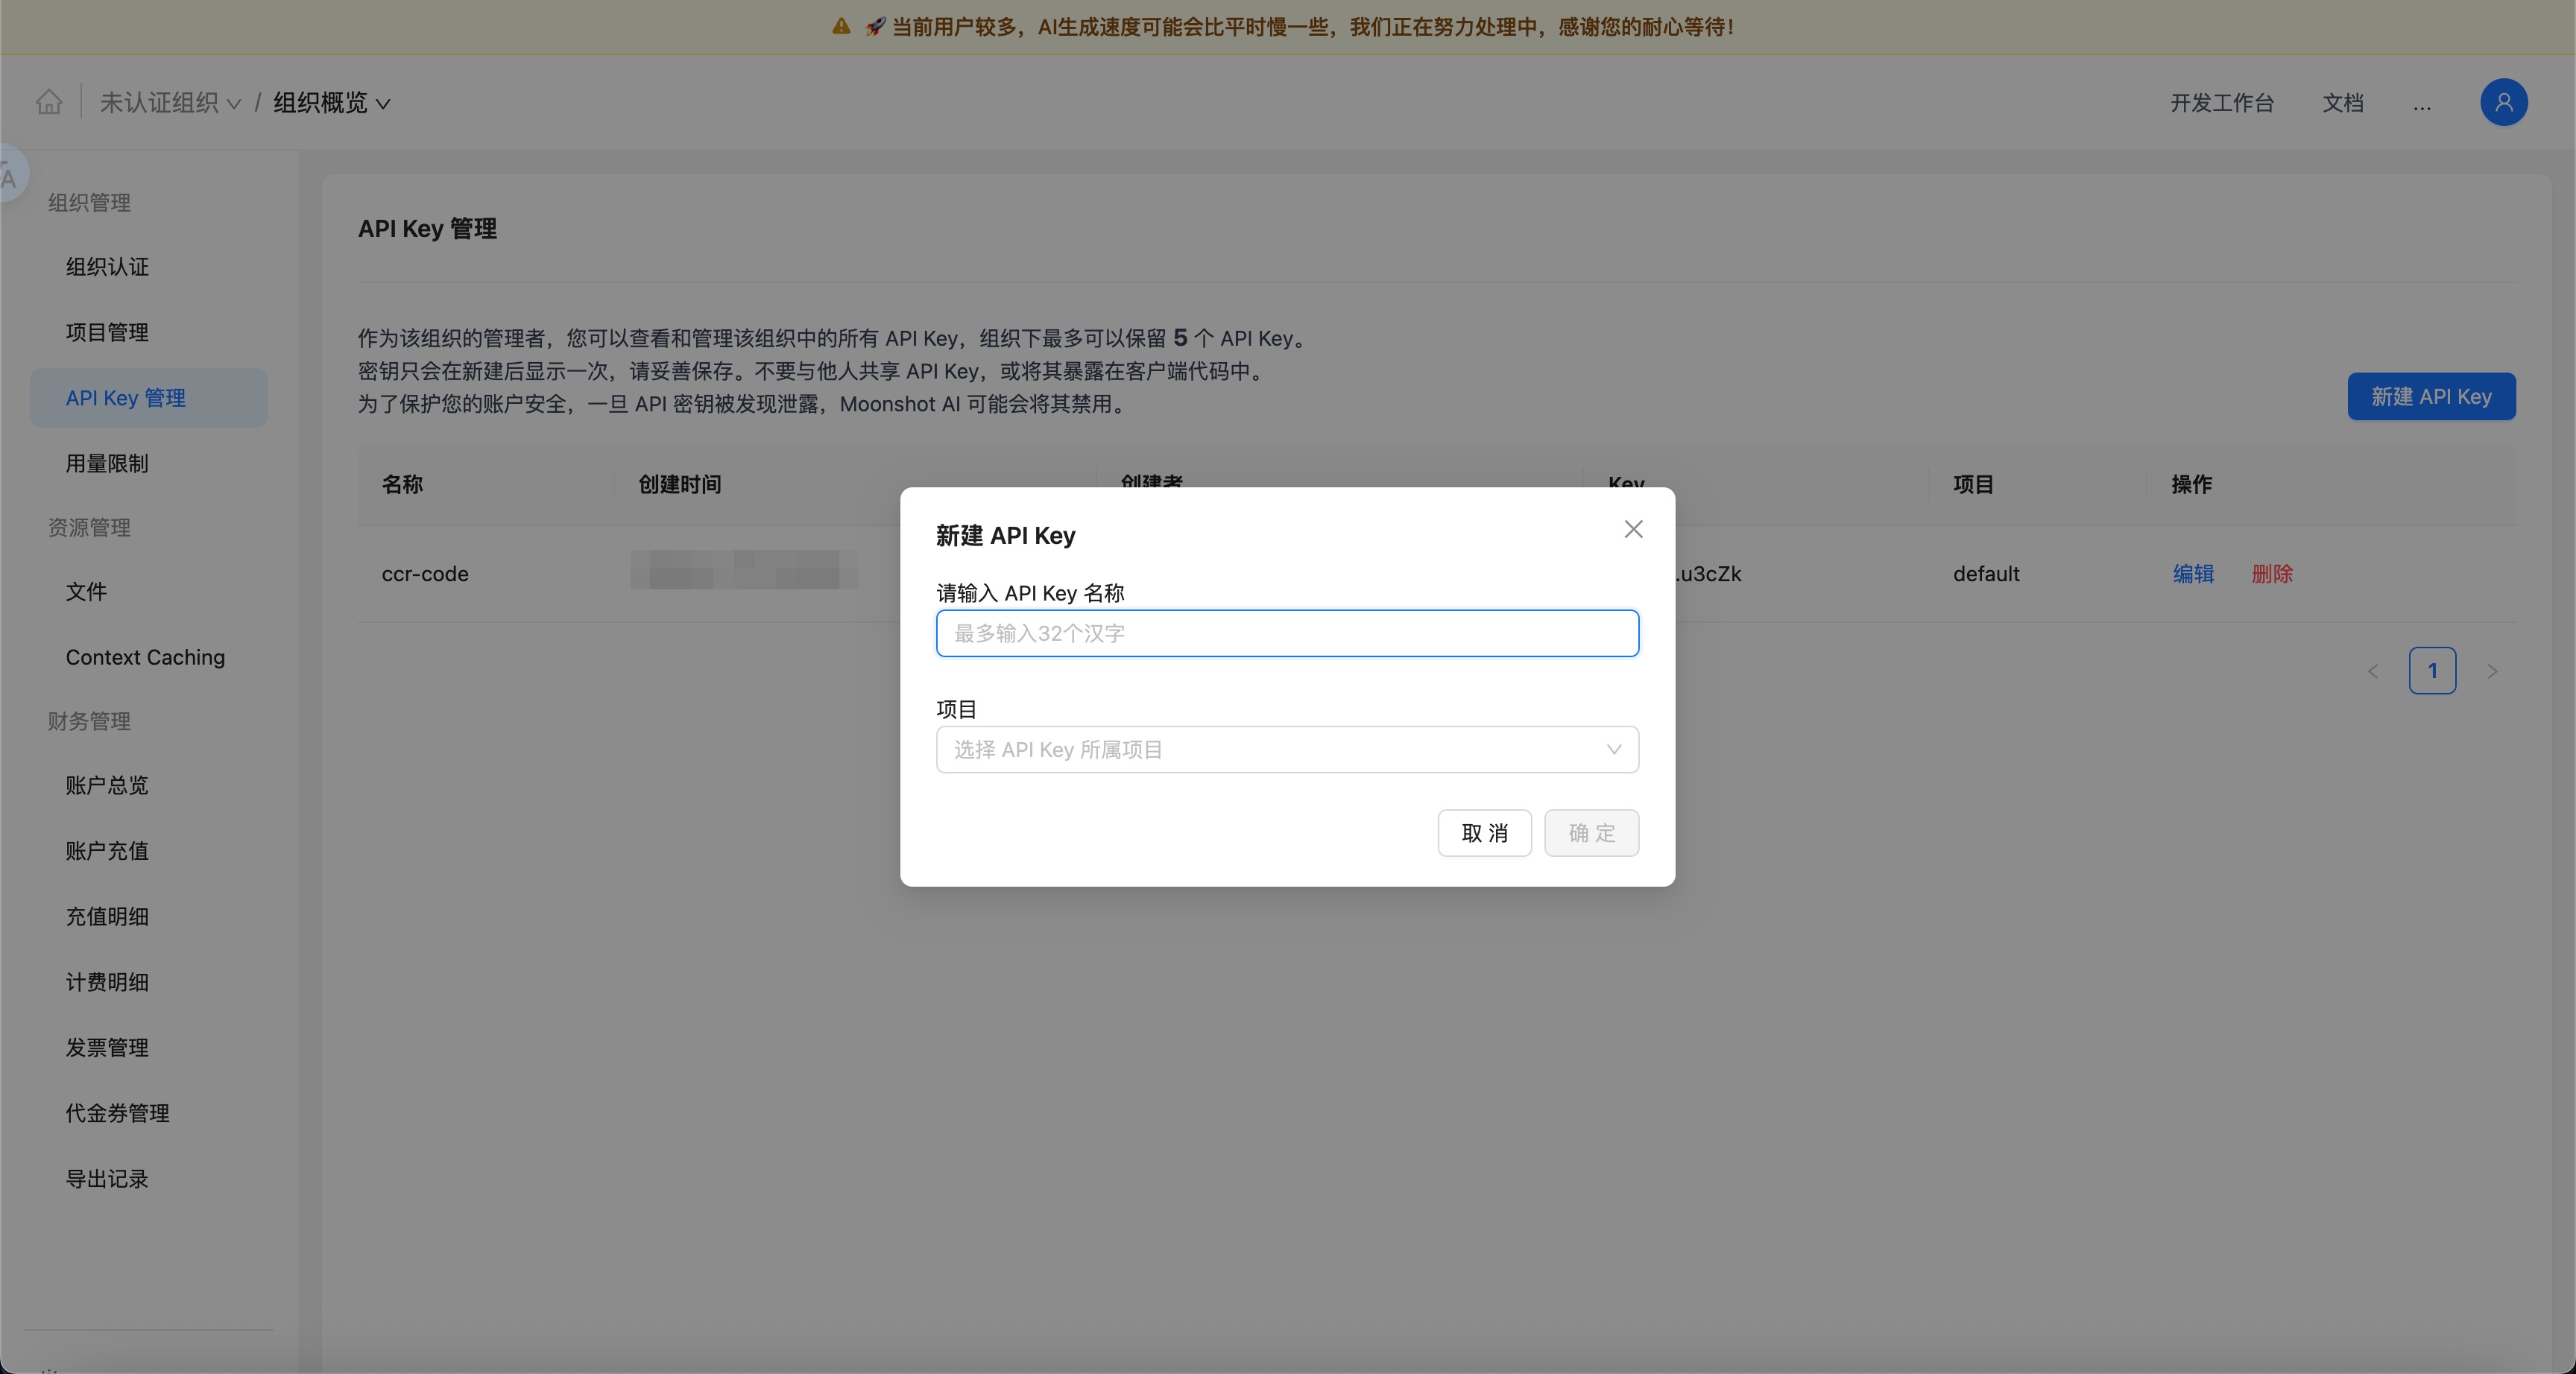 当前用户较多，AI生成速度可能会比平时慢一些，我们正在努力处理中，感谢您的耐心等待！
未认证组织 / 组织概览
开发工作台 文档 ...
A
组织管理
组织认证
项目管理
API Key 管理
用量限制
资源管理
文件
Context Caching
财务管理
账户总览
账户充值
充值明细
计费明细
发票管理
代金券管理
导出记录
API Key 管理
作为该组织的管理者，您可以查看和管理该组织中的所有 API Key，组织下最多可以保留 5 个 API Key。
密钥只会在新建后显示一次，请妥善保存。不要与他人共享 API Key，或将其暴露在客户端代码中。
为了保护您的账户安全，一旦 API 密钥被发现泄露，Moonshot AI 可能会将其禁用。
新建 API Key
名称 创建时间 创建者 Key 项目 操作
ccr-code .u3cZk default 编辑 删除
1
新建 API Key
请输入 API Key 名称
最多输入32个汉字
项目
选择 API Key 所属项目
取 消 确 定